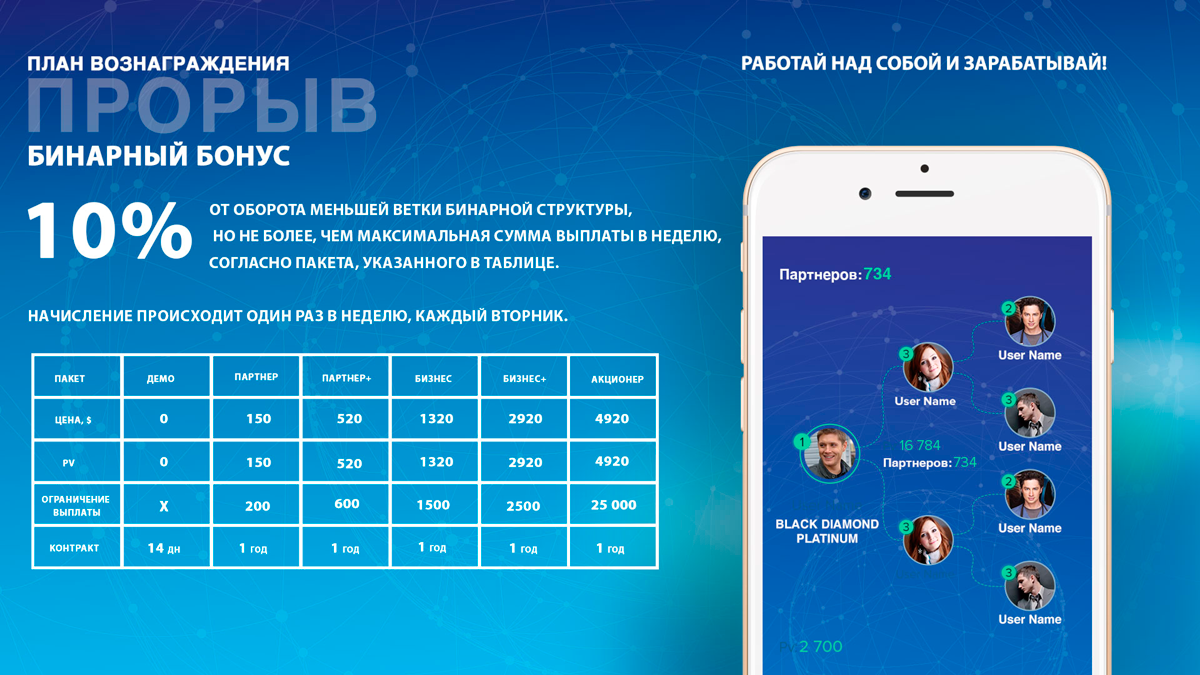 ПЛАН ВОЗНАГРАЖДЕНИЯ
ПРОРЫВ
БИНАРНЫЙ БОНУС
10%
ОТ ОБОРОТА МЕНЬШЕЙ ВЕТКИ БИНАРНОЙ СТРУКТУРЫ,
НО НЕ БОЛЕЕ, ЧЕМ МАКСИМАЛЬНАЯ СУММА ВЫПЛАТЫ В НЕДЕЛЮ,
СОГЛАСНО ПАКЕТА, УКАЗАННОГО В ТАБЛИЦЕ.
НАЧИСЛЕНИЕ ПРОИСХОДИТ ОДИН РАЗ В НЕДЕЛЮ, КАЖДЫЙ ВТОРНИК.
ПАКЕТ ДЕМО ПАРТНЕР ПАРТНЕР+ БИЗНЕС БИЗНЕС+ АКЦИОНЕР
ЦЕНА, $ 0 150 520 1320 2920 4920
PV 0 150 520 1320 2920 4920
ОГРАНИЧЕНИЕ
ВЫПЛАТЫ X 200 600 1500 2500 25 000
КОНТРАКТ 14 дн 1 год 1 год 1 год 1 год 1 год
РАБОТАЙ НАД СОБОЙ И ЗАРАБАТЫВАЙ!
Партнеров: 734
2
User Name
3
User Name
3
User Name
1
16 784
Партнеров: 734
2
User Name
BLACK DIAMOND
PLATINUM
3
3
User Name
PV 2 700